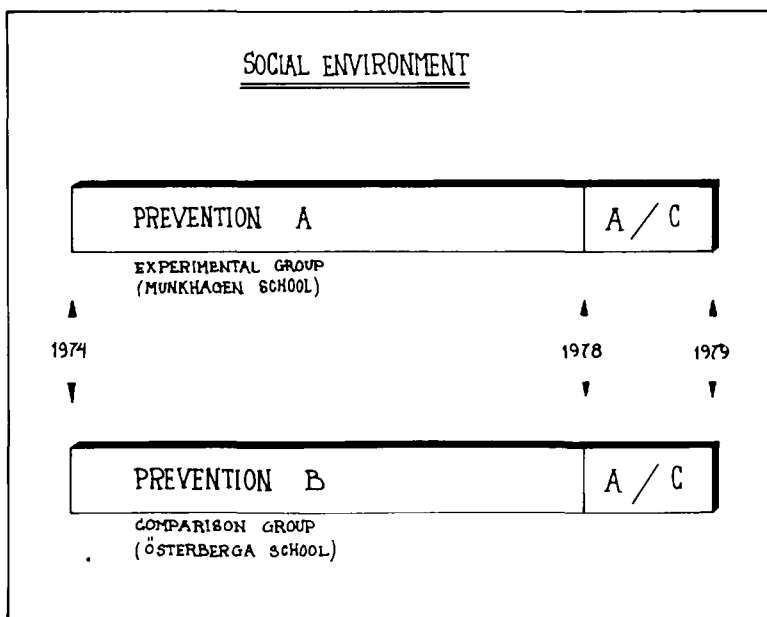 SOCIAL ENVIRONMENT
PREVENTION A
A/C
EXPERIMENTAL GROUP
(MUNKHAGEN SCHOOL)
1974
1978
1979
PREVENTION B
A/C
COMPARISON GROUP
(ÖSTERBERGA SCHOOL)